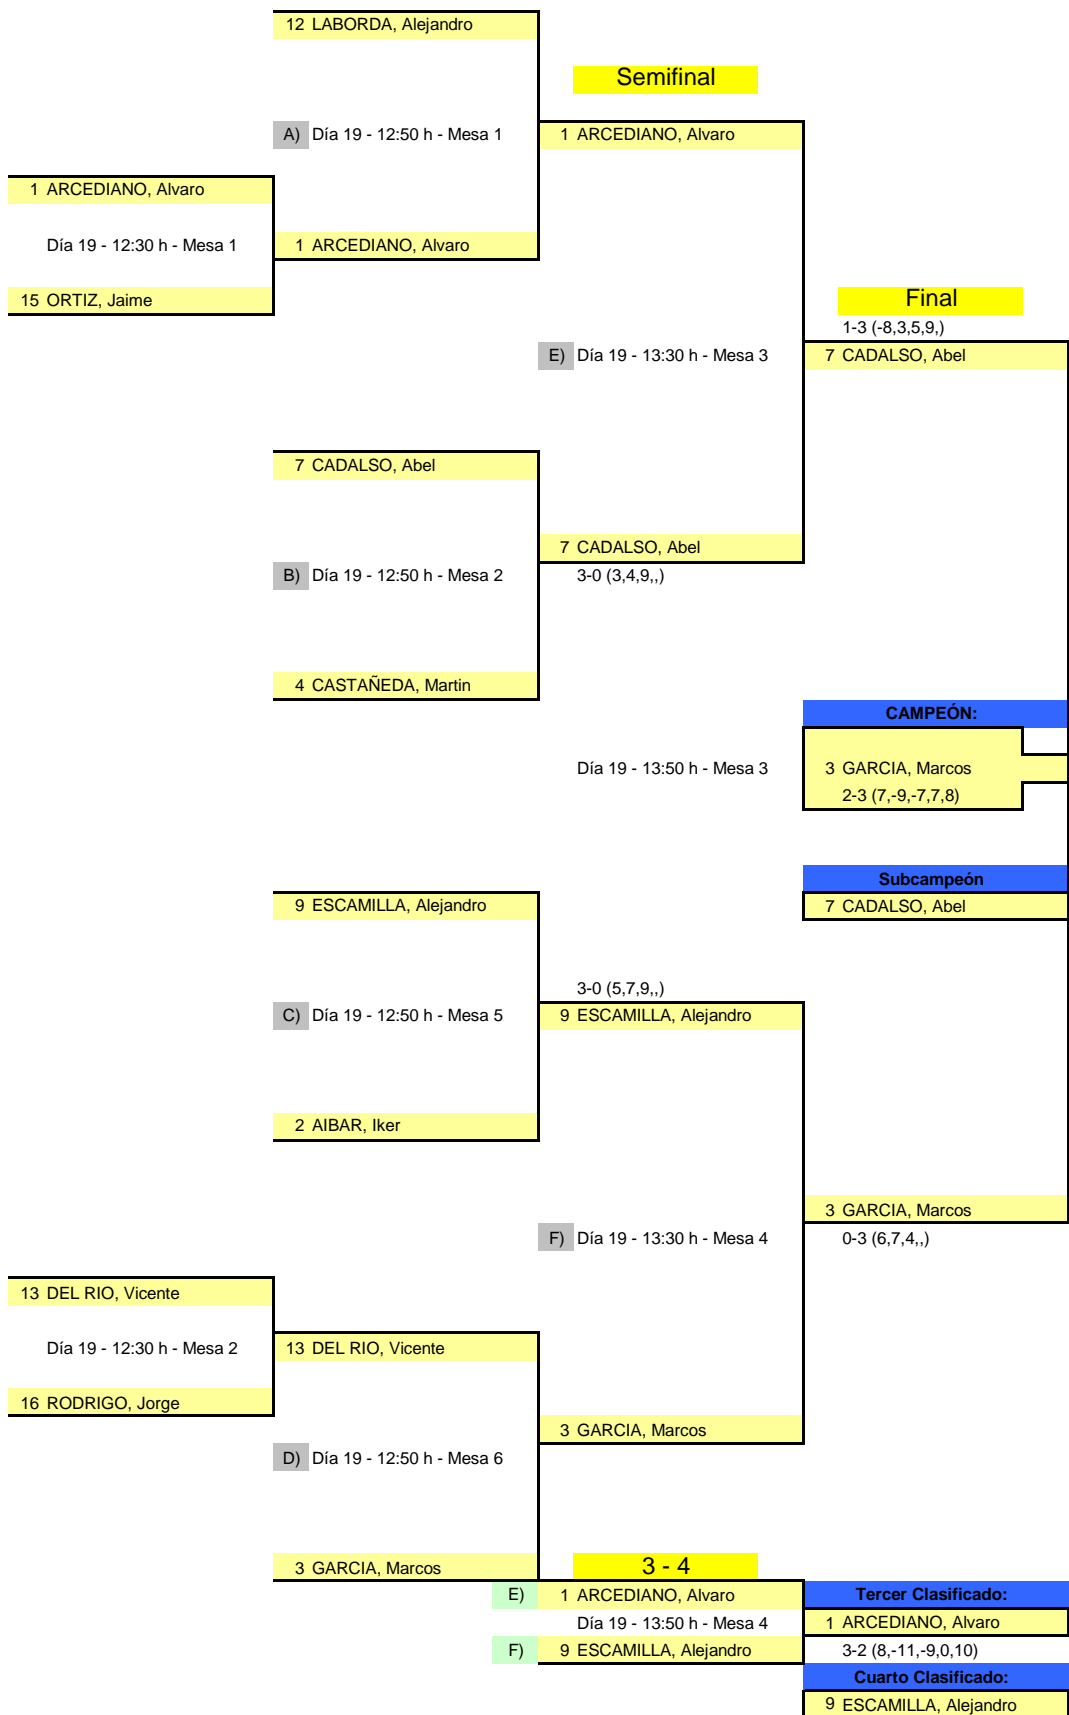 12 LABORDA, Alejandro
Semifinal
A) Día 19 - 12:50 h - Mesa 1
1 ARCEDIANO, Alvaro
1 ARCEDIANO, Alvaro
Día 19 - 12:30 h - Mesa 1
1 ARCEDIANO, Alvaro
15 ORTIZ, Jaime
Final
1-3 (-8,3,5,9,)
E) Día 19 - 13:30 h - Mesa 3
7 CADALSO, Abel
7 CADALSO, Abel
7 CADALSO, Abel
B) Día 19 - 12:50 h - Mesa 2
3-0 (3,4,9,,)
4 CASTAÑEDA, Martin
CAMPEÓN:
Día 19 - 13:50 h - Mesa 3
3 GARCIA, Marcos
2-3 (7,-9,-7,7,8)
Subcampeón
9 ESCAMILLA, Alejandro
7 CADALSO, Abel
3-0 (5,7,9,,)
C) Día 19 - 12:50 h - Mesa 5
9 ESCAMILLA, Alejandro
2 AIBAR, Iker
3 GARCIA, Marcos
F) Día 19 - 13:30 h - Mesa 4
0-3 (6,7,4,,)
13 DEL RIO, Vicente
Día 19 - 12:30 h - Mesa 2
13 DEL RIO, Vicente
16 RODRIGO, Jorge
3 GARCIA, Marcos
D) Día 19 - 12:50 h - Mesa 6
3 GARCIA, Marcos
3 - 4
E) 1 ARCEDIANO, Alvaro
Tercer Clasificado:
Día 19 - 13:50 h - Mesa 4
1 ARCEDIANO, Alvaro
F) 9 ESCAMILLA, Alejandro
3-2 (8,-11,-9,0,10)
Cuarto Clasificado:
9 ESCAMILLA, Alejandro